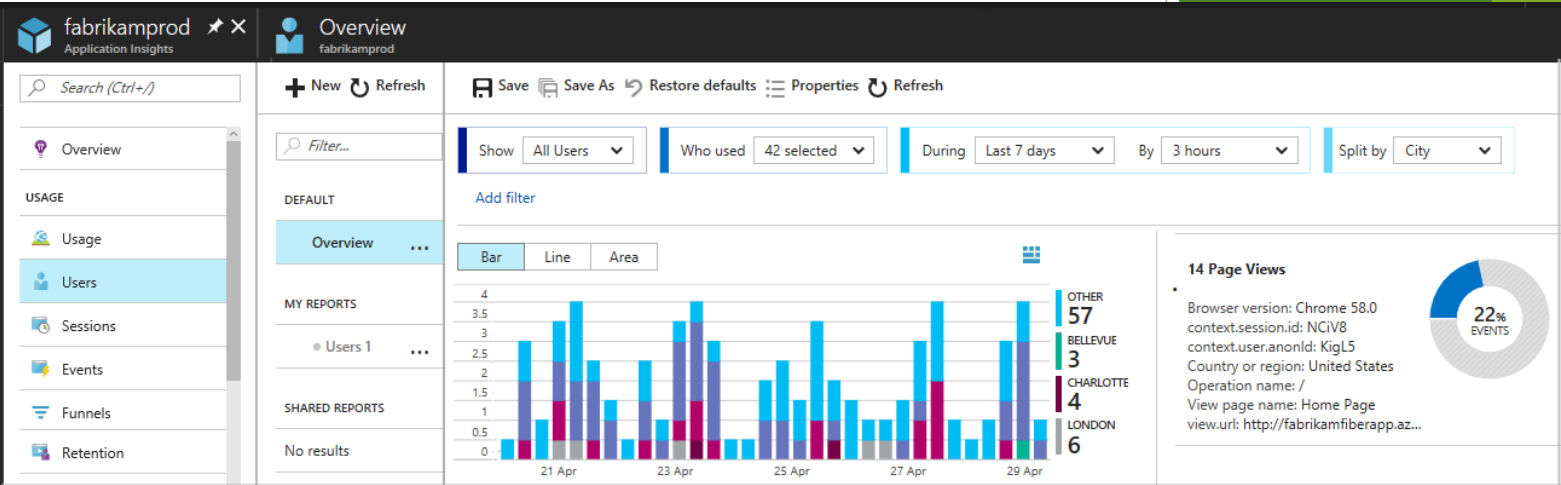 fabrikamprod
Application Insights
Overview
fabrikamprod
Search (Ctrl+/)
Overview
USAGE
Usage
Users
Sessions
Events
Funnels
Retention
New Refresh
Filter...
DEFAULT
Overview ...
MY REPORTS
Users 1 ...
SHARED REPORTS
No results
Save Save As Restore defaults Properties Refresh
Show All Users Who used 42 selected During Last 7 days By 3 hours Split by City
Add filter
Bar Line Area
4
3.5
3
2.5
2
1.5
1
0.5
0
21 Apr 23 Apr 25 Apr 27 Apr 29 Apr
OTHER
57
BELLEVUE
3
CHARLOTTE
4
LONDON
6
14 Page Views
Browser version: Chrome 58.0
context.session.id: NCiV8
context.user.anonId: KigL5
Country or region: United States
Operation name: /
View page name: Home Page
view.url: http://fabrikamfiberapp.az...
22%
EVENTS